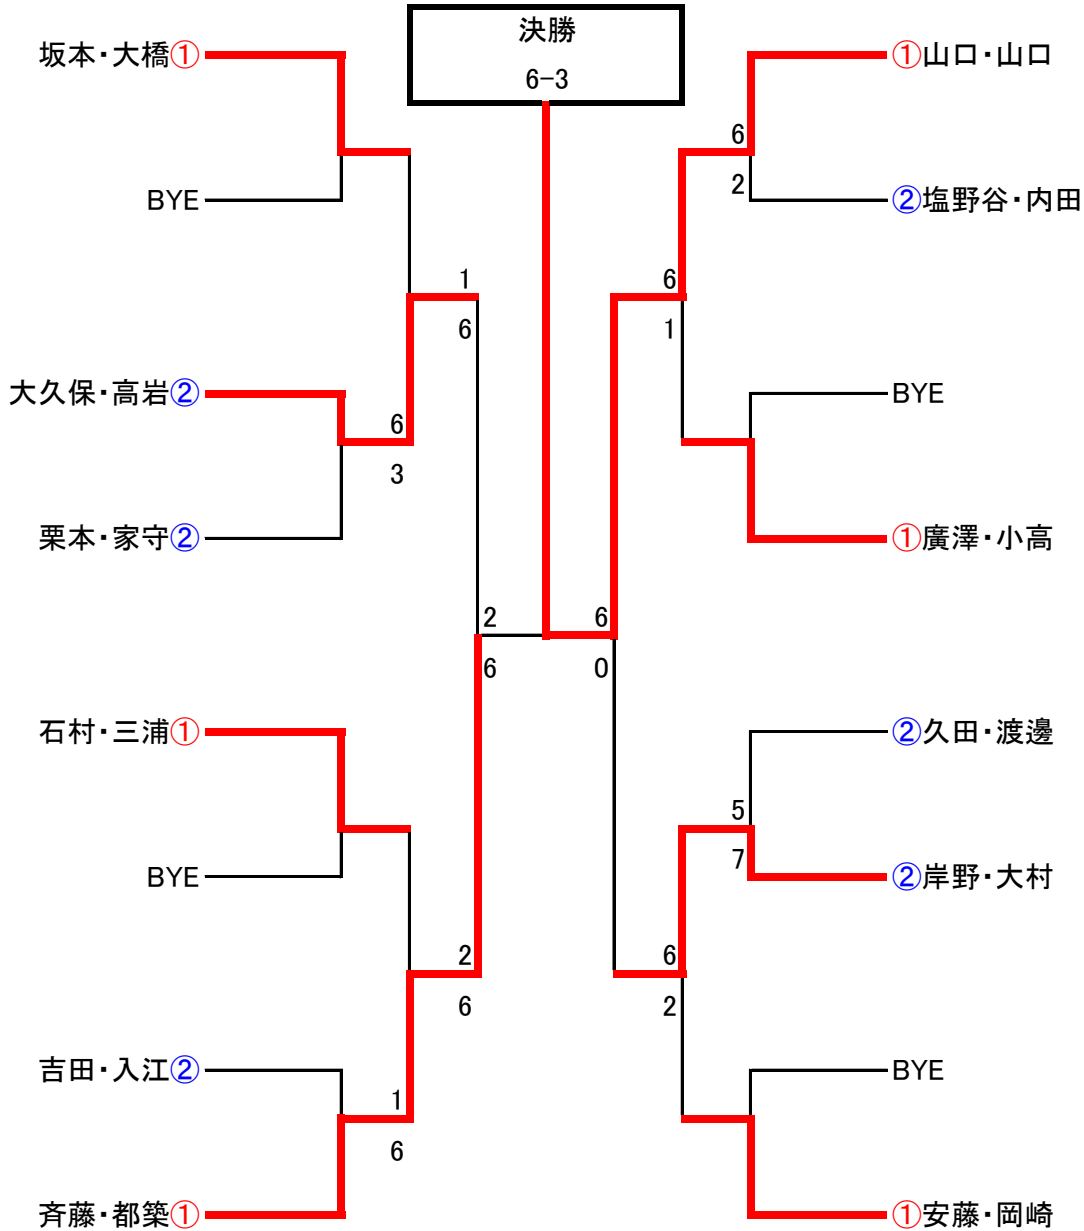 決勝
6-3
坂本・大橋①
①山口・山口
6
2
BYE
②塩野谷・内田
1
6
6
1
大久保・高岩②
BYE
6
3
栗本・家守②
①廣澤・小高
2
6
6
0
石村・三浦①
②久田・渡邊
5
7
BYE
②岸野・大村
2
6
6
2
吉田・入江②
BYE
1
6
斉藤・都築①
①安藤・岡崎